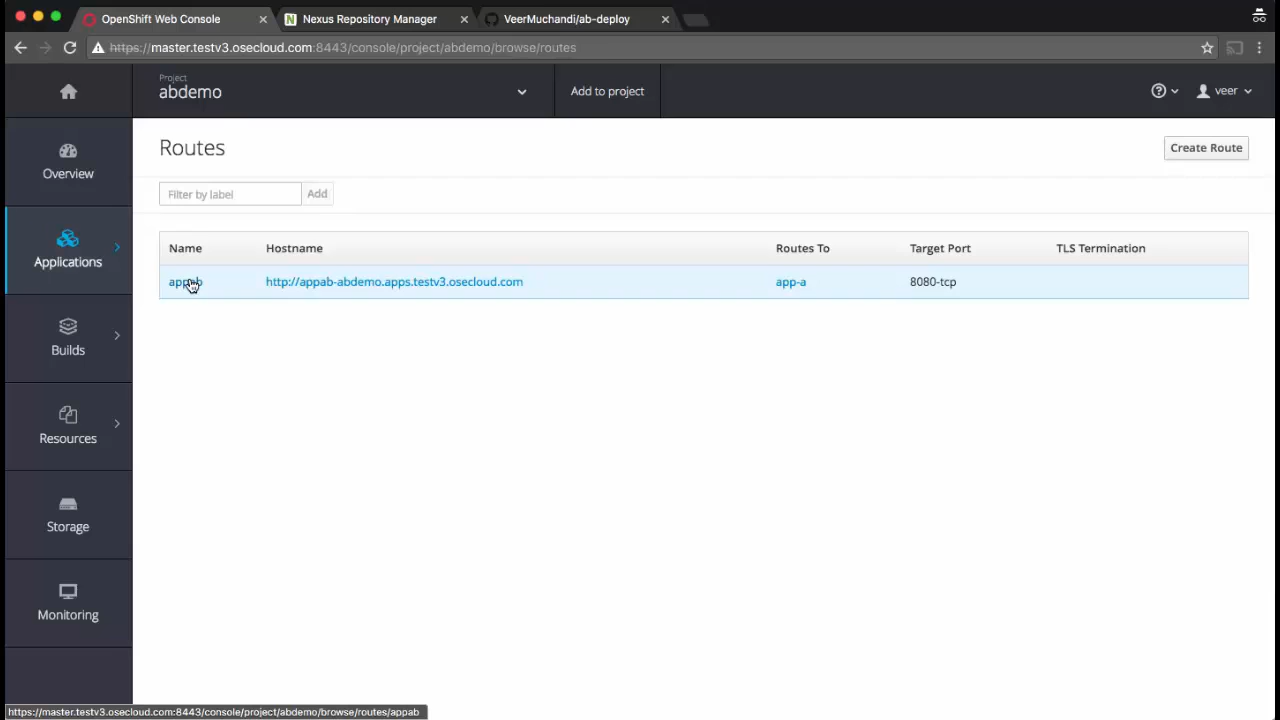 OpenShift Web Console
Nexus Repository Manager
VeerMuchandi/ab-deploy
https://master.testv3.osecloud.com:8443/console/project/abdemo/browse/routes
Project
abdemo
Add to project
veer
Overview
Applications
Builds
Resources
Storage
Monitoring
Routes
Create Route
Filter by label
Add
Name Hostname Routes To Target Port TLS Termination
appab http://appab-abdemo.apps.testv3.osecloud.com app-a 8080-tcp
https://master.testv3.osecloud.com:8443/console/project/abdemo/browse/routes/appab